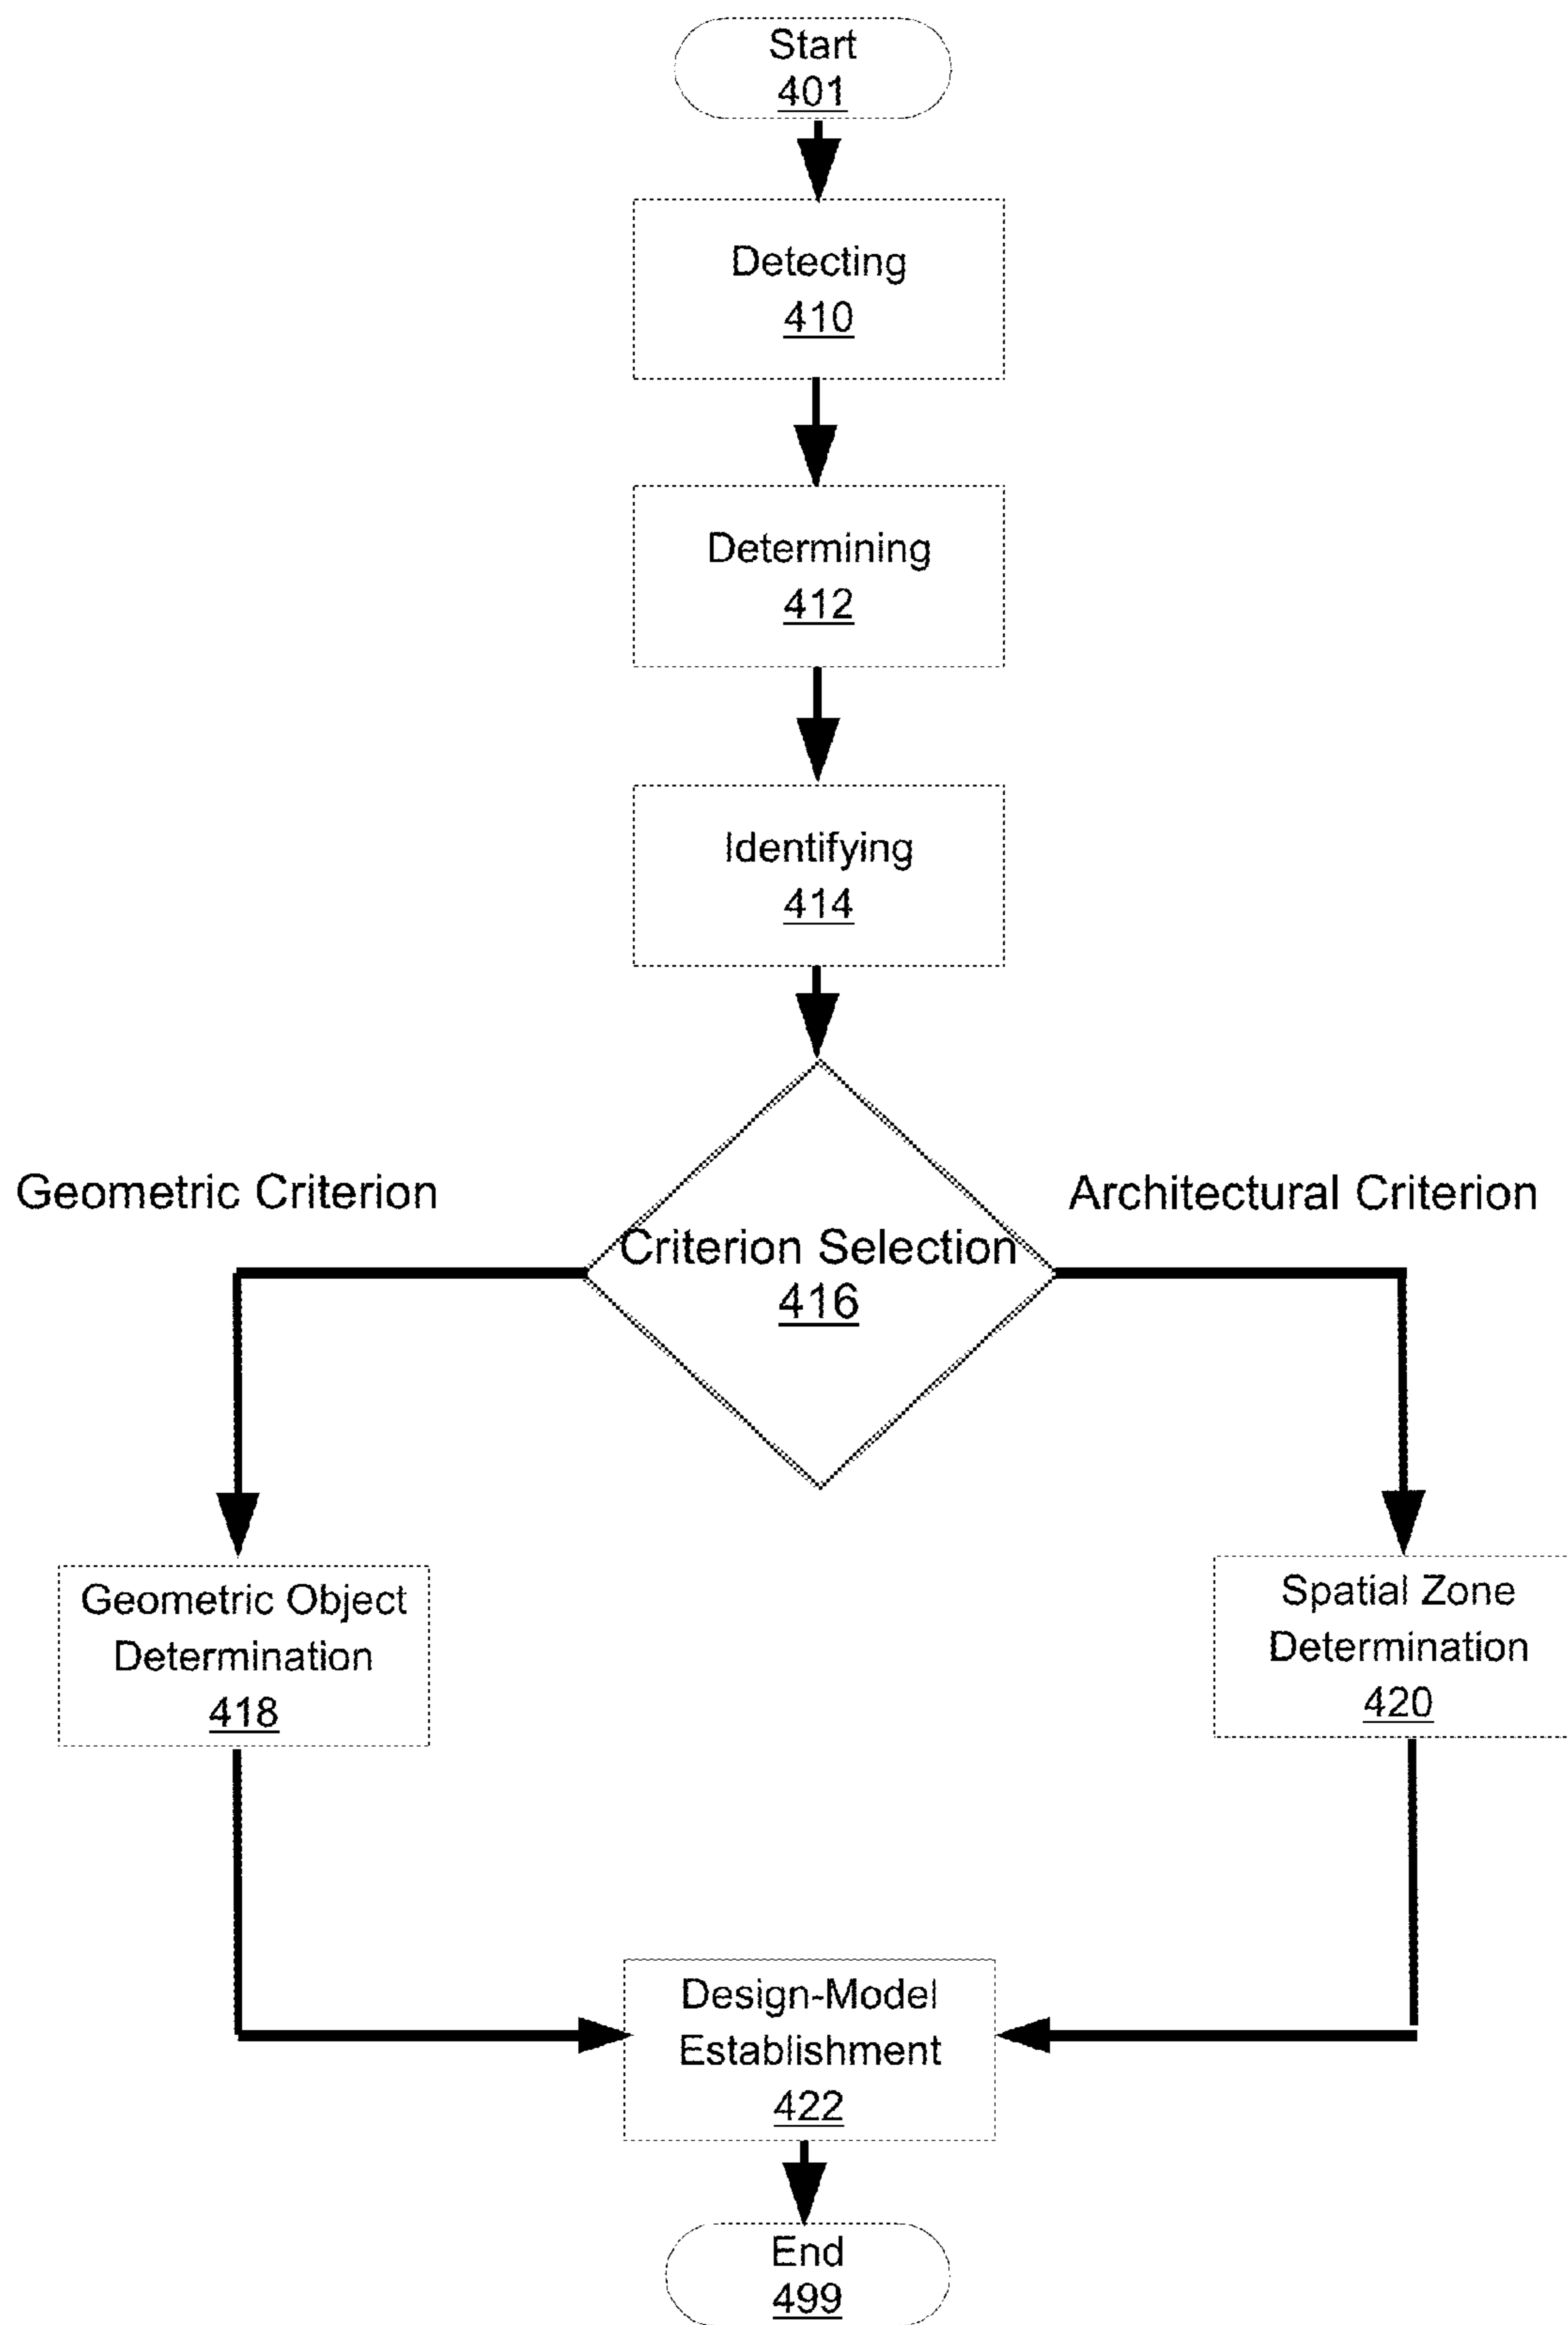 Start
401
Detecting
410
Determining
412
Identifying
414
Geometric Criterion
Architectural Criterion
Criterion Selection
416
Geometric Object
Determination
418
Spatial Zone
Determination
420
Design-Model
Establishment
422
End
499